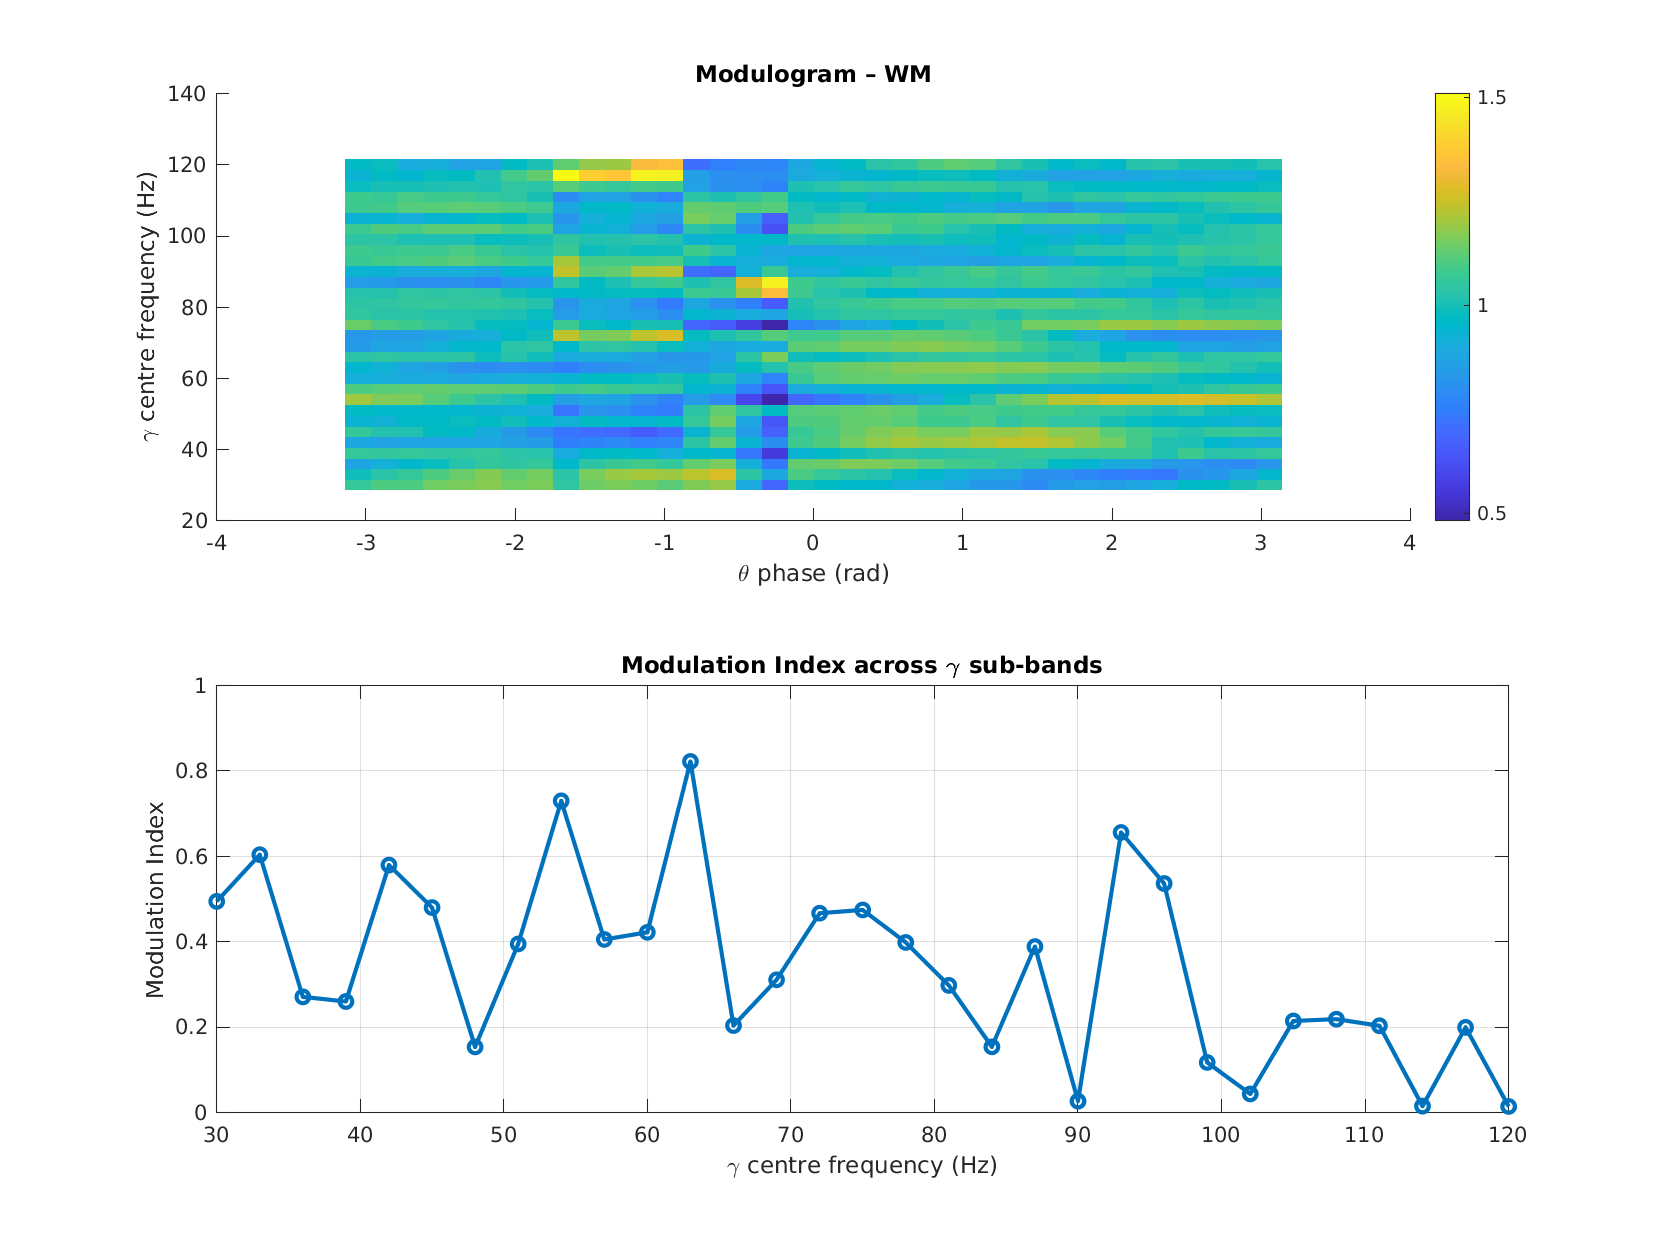 Modulogram – WM
140
120
100
80
60
40
20
γ centre frequency (Hz)
-4 -3 -2 -1 0 1 2 3 4
θ phase (rad)
1.5
1
0.5
Modulation Index across γ sub-bands
1
0.8
0.6
0.4
0.2
0
Modulation Index
30 40 50 60 70 80 90 100 110 120
γ centre frequency (Hz)